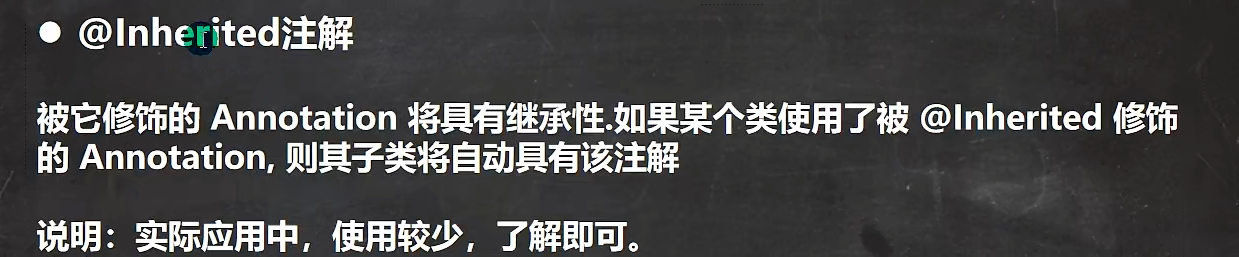 ● @Inherited注解
被它修饰的 Annotation 将具有继承性.如果某个类使用了被 @Inherited 修饰
的 Annotation, 则其子类将自动具有该注解
说明：实际应用中，使用较少，了解即可。